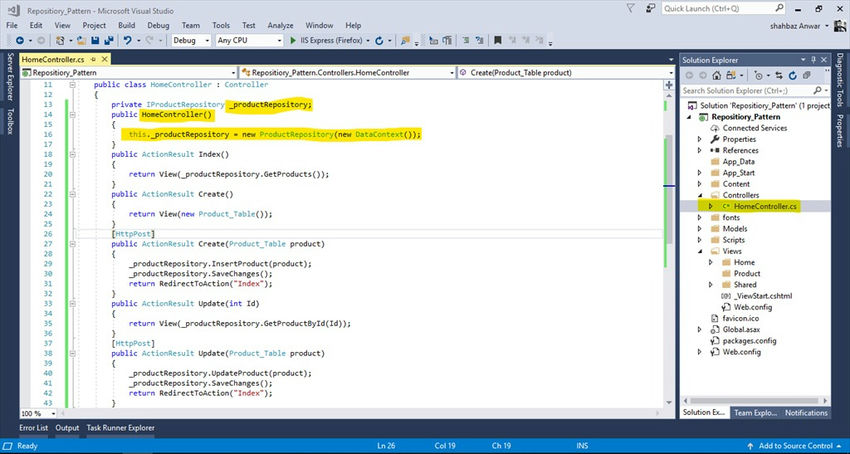 Repositiory_Pattern - Microsoft Visual Studio
Quick Launch (Ctrl+Q)
File Edit View Project Build Debug Team Tools Test Analyze Window Help
shahbaz Anwar
Debug Any CPU IIS Express (Firefox)
Server Explorer
Toolbox
HomeController.cs
Repositiory_Pattern Repositiory_Pattern.Controllers.HomeController Create(Product_Table product)
11 public class HomeController : Controller
12 {
13 private IProductRepository _productRepository;
14 public HomeController()
15 {
16 this._productRepository = new ProductRepository(new DataContext());
17 }
18 public ActionResult Index()
19 {
20 return View(_productRepository.GetProducts());
21 }
22 public ActionResult Create()
23 {
24 return View(new Product_Table());
25 }
26 [HttpPost]
27 public ActionResult Create(Product_Table product)
28 {
29 _productRepository.InsertProduct(product);
30 _productRepository.SaveChanges();
31 return RedirectToAction("Index");
32 }
33 public ActionResult Update(int Id)
34 {
35 return View(_productRepository.GetProductById(Id));
36 }
37 [HttpPost]
38 public ActionResult Update(Product_Table product)
39 {
40 _productRepository.UpdateProduct(product);
41 _productRepository.SaveChanges();
42 return RedirectToAction("Index");
43 }
100 %
Solution Explorer
Search Solution Explorer (Ctrl+;)
Solution 'Repositiory_Pattern' (1 project)
Repositiory_Pattern
Connected Services
Properties
References
App_Data
App_Start
Content
Controllers
HomeController.cs
fonts
Models
Scripts
Views
Home
Product
Shared
_ViewStart.cshtml
Web.config
favicon.ico
Global.asax
packages.config
Web.config
Solution Ex... Team Explo... Notifications
Diagnostic Tools
Properties
Error List Output Task Runner Explorer
Ready Ln 26 Col 19 Ch 19 INS Add to Source Control